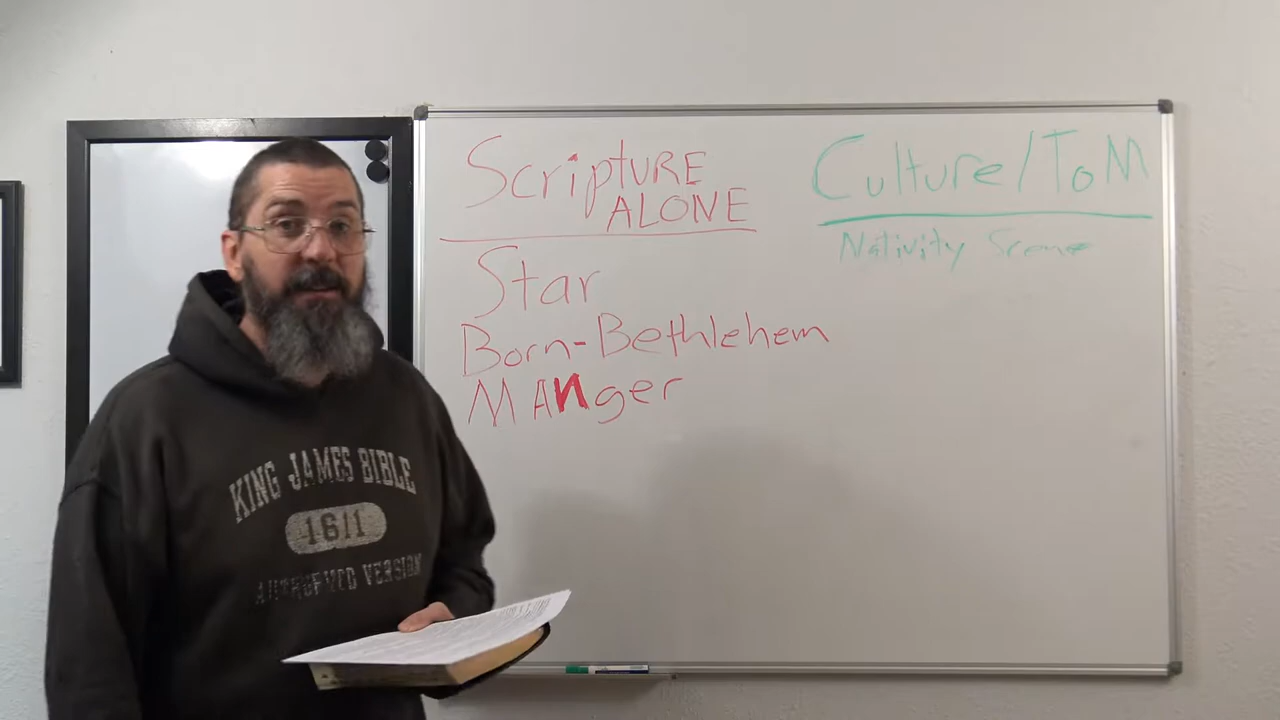 KING JAMES BIBLE
1611
AUTHORIZED VERSION
ScriptURE
ALONE
Star
Born-Bethlehem
MAnger
Culture/ToM
Nativity Scene